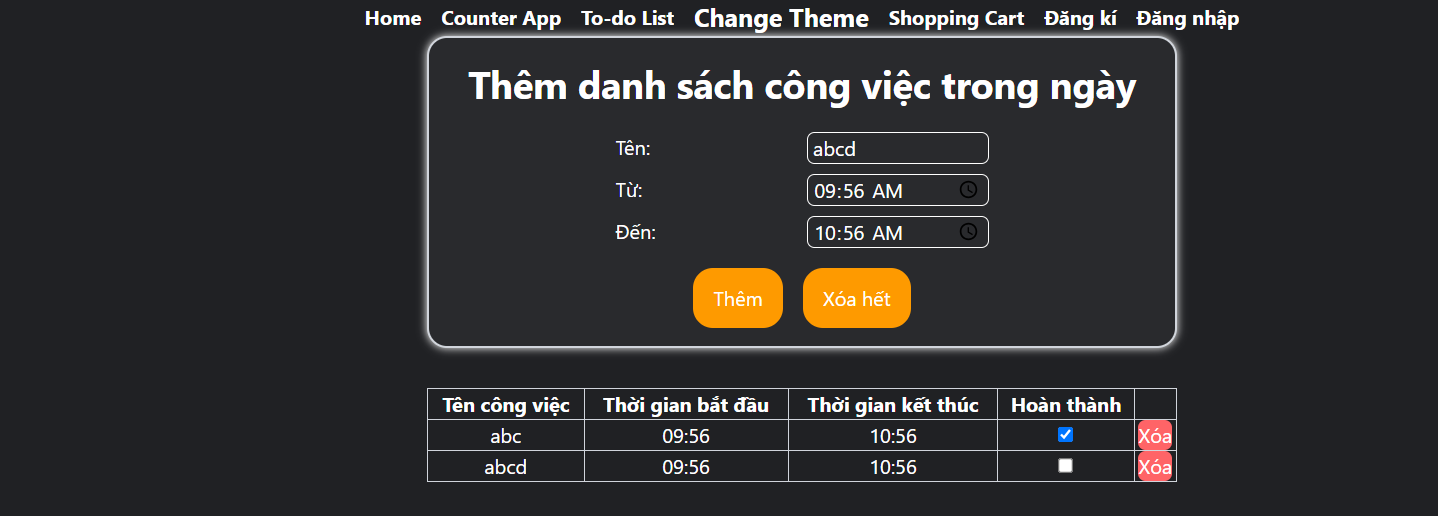 Home Counter App To-do List Change Theme Shopping Cart Đăng kí Đăng nhập
Thêm danh sách công việc trong ngày
Tên: abcd
Từ: 09:56 AM
Đến: 10:56 AM
Thêm Xóa hết
Tên công việc Thời gian bắt đầu Thời gian kết thúc Hoàn thành
abc 09:56 10:56 Xóa
abcd 09:56 10:56 Xóa